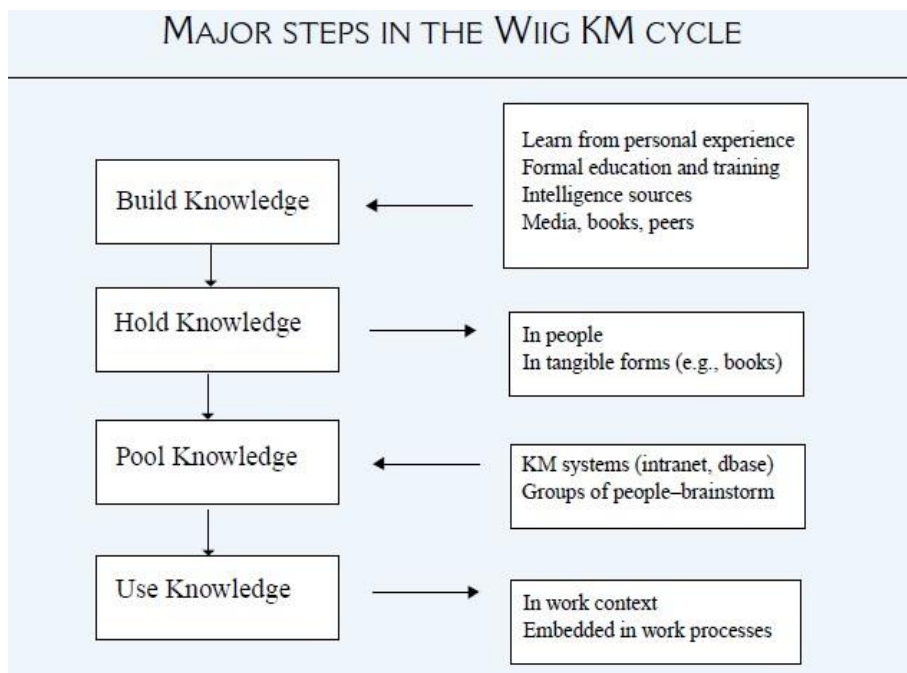 MAJOR STEPS IN THE WIIG KM CYCLE
Build Knowledge
Learn from personal experience
Formal education and training
Intelligence sources
Media, books, peers
Hold Knowledge
In people
In tangible forms (e.g., books)
Pool Knowledge
KM systems (intranet, dbase)
Groups of people–brainstorm
Use Knowledge
In work context
Embedded in work processes